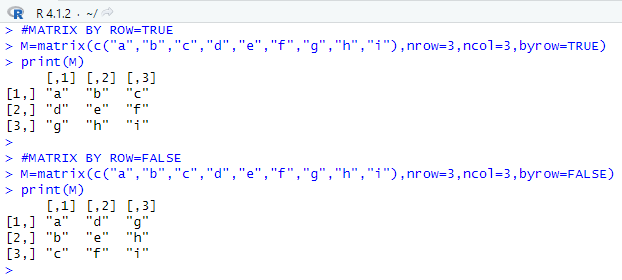 R R 4.1.2 · ~/
> #MATRIX BY ROW=TRUE
> M=matrix(c("a","b","c","d","e","f","g","h","i"),nrow=3,ncol=3,byrow=TRUE)
> print(M)
     [,1] [,2] [,3]
[1,] "a"  "b"  "c"
[2,] "d"  "e"  "f"
[3,] "g"  "h"  "i"
>
> #MATRIX BY ROW=FALSE
> M=matrix(c("a","b","c","d","e","f","g","h","i"),nrow=3,ncol=3,byrow=FALSE)
> print(M)
     [,1] [,2] [,3]
[1,] "a"  "d"  "g"
[2,] "b"  "e"  "h"
[3,] "c"  "f"  "i"
>